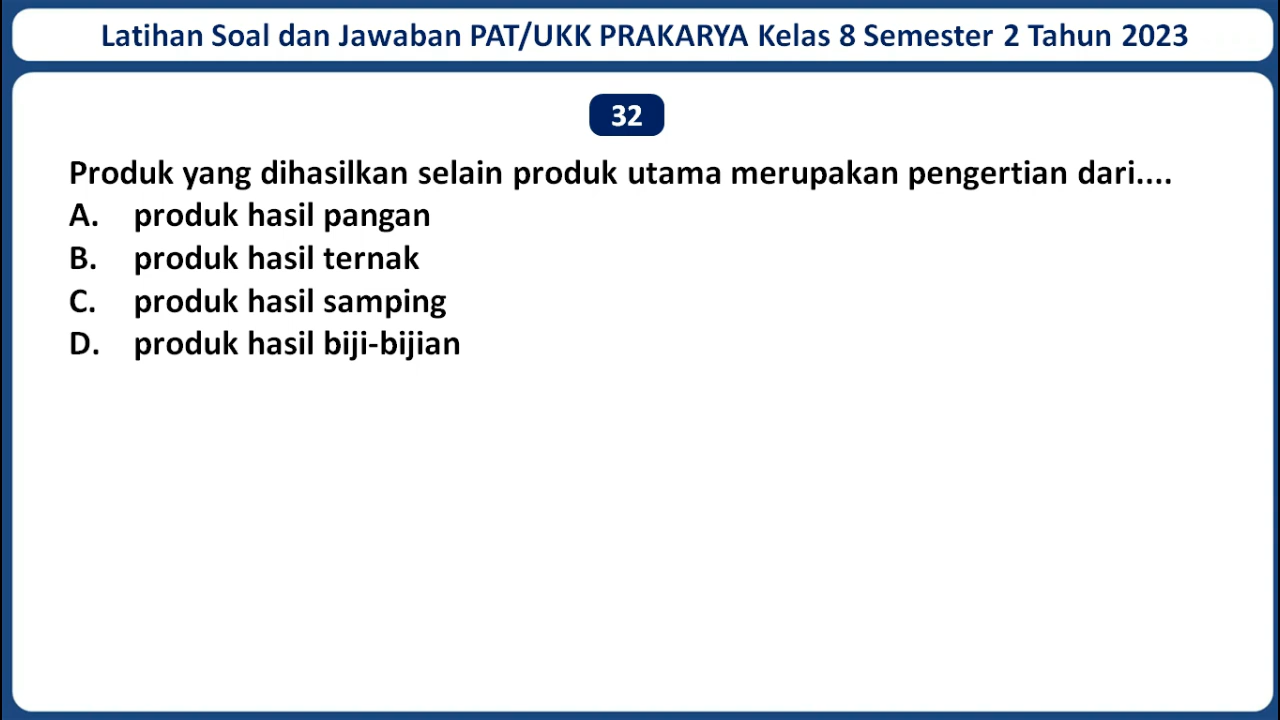 Latihan Soal dan Jawaban PAT/UKK PRAKARYA Kelas 8 Semester 2 Tahun 2023
32
Produk yang dihasilkan selain produk utama merupakan pengertian dari....
A. produk hasil pangan
B. produk hasil ternak
C. produk hasil samping
D. produk hasil biji-bijian